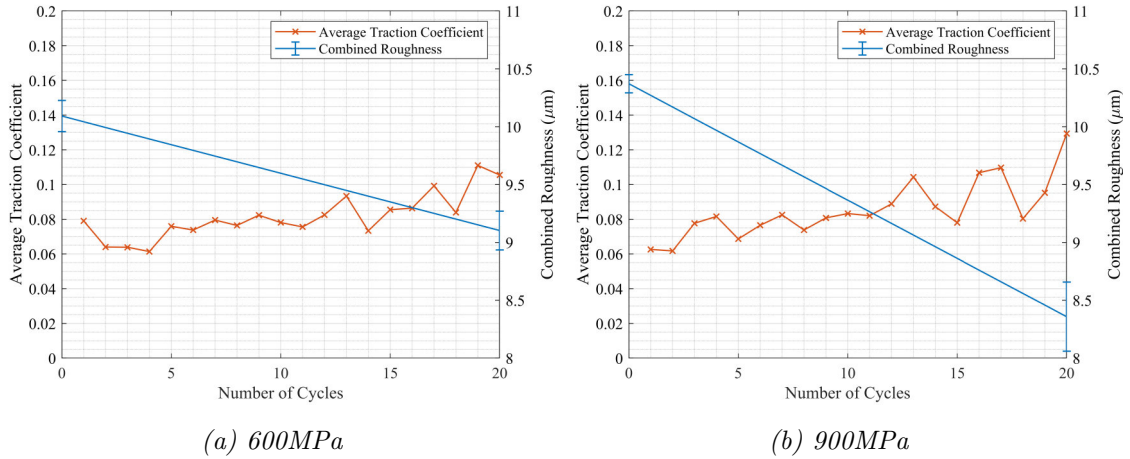 0.2
0.18
0.16
0.14
0.12
0.1
0.08
0.06
0.04
0.02
0
Average Traction Coefficient
Average Traction Coefficient
Combined Roughness
11
10.5
10
9.5
9
8.5
8
Combined Roughness (μm)
0 5 10 15 20
Number of Cycles
(a) 600MPa
0.2
0.18
0.16
0.14
0.12
0.1
0.08
0.06
0.04
0.02
0
Average Traction Coefficient
Average Traction Coefficient
Combined Roughness
11
10.5
10
9.5
9
8.5
8
Combined Roughness (μm)
0 5 10 15 20
Number of Cycles
(b) 900MPa